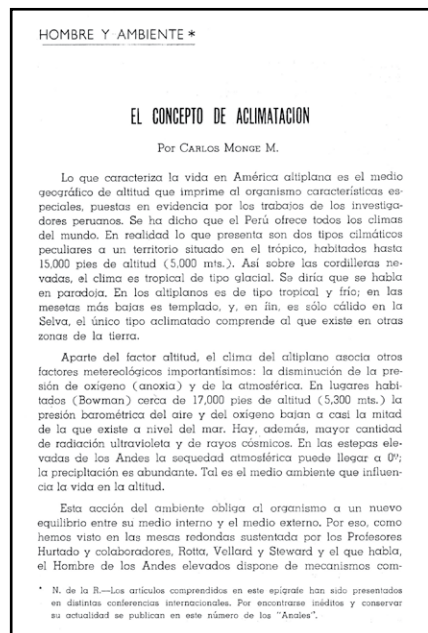 HOMBRE Y AMBIENTE *
EL CONCEPTO DE ACLIMATACION
Por CARLOS MONGE M.
Lo que caracteriza la vida en América altiplana es el medio
geográfico de altitud que imprime al organismo características es-
peciales, puestas en evidencia por los trabajos de los investiga-
dores peruanos. Se ha dicho que el Perú ofrece todos los climas
del mundo. En realidad lo que presenta son dos tipos cilmáticos
peculiares a un territorio situado en el trópico, habitados hasta
15,000 pies de altitud (5,000 mts.). Así sobre las cordilleras ne-
vadas, el clima es tropical de tipo glacial. Se diría que se habla
en paradoja. En los altiplanos es de tipo tropical y frío; en las
mesetas más bajas es templado, y, en fin, es sólo cálido en la
Selva, el único tipo aclimatado comprende al que existe en otras
zonas de la tierra.
Aparte del factor altitud, el clima del altiplano asocia otros
factores metereológicos importantísimos: la disminución de la pre-
sión de oxígeno (anoxia) y de la atmosférica. En lugares habi-
tados (Bowman) cerca de 17,000 pies de altitud (5,300 mts.) la
presión barométrica del aire y del oxígeno bajan a casi la mitad
de la que existe a nivel del mar. Hay, además, mayor cantidad
de radiación ultravioleta y de rayos cósmicos. En las estepas ele-
vadas de los Andes la sequedad atmosférica puede llegar a 0º;
la precipitación es abundante. Tal es el medio ambiente que influen-
cia la vida en la altitud.
Esta acción del ambiente obliga al organismo a un nuevo
equilibrio entre su medio interno y el medio externo. Por eso, como
hemos visto en las mesas redondas sustentada por los Profesores
Hurtado y colaboradores, Rotta, Vellard y Steward y el que habla,
el Hombre de los Andes elevados dispone de mecanismos com-
* N. de la R.—Los artículos comprendidos en este epígrafe han sido presentados
en distintas conferencias internacionales. Por encontrarse inéditos y conservar
su actualidad se publican en este número de los "Anales".